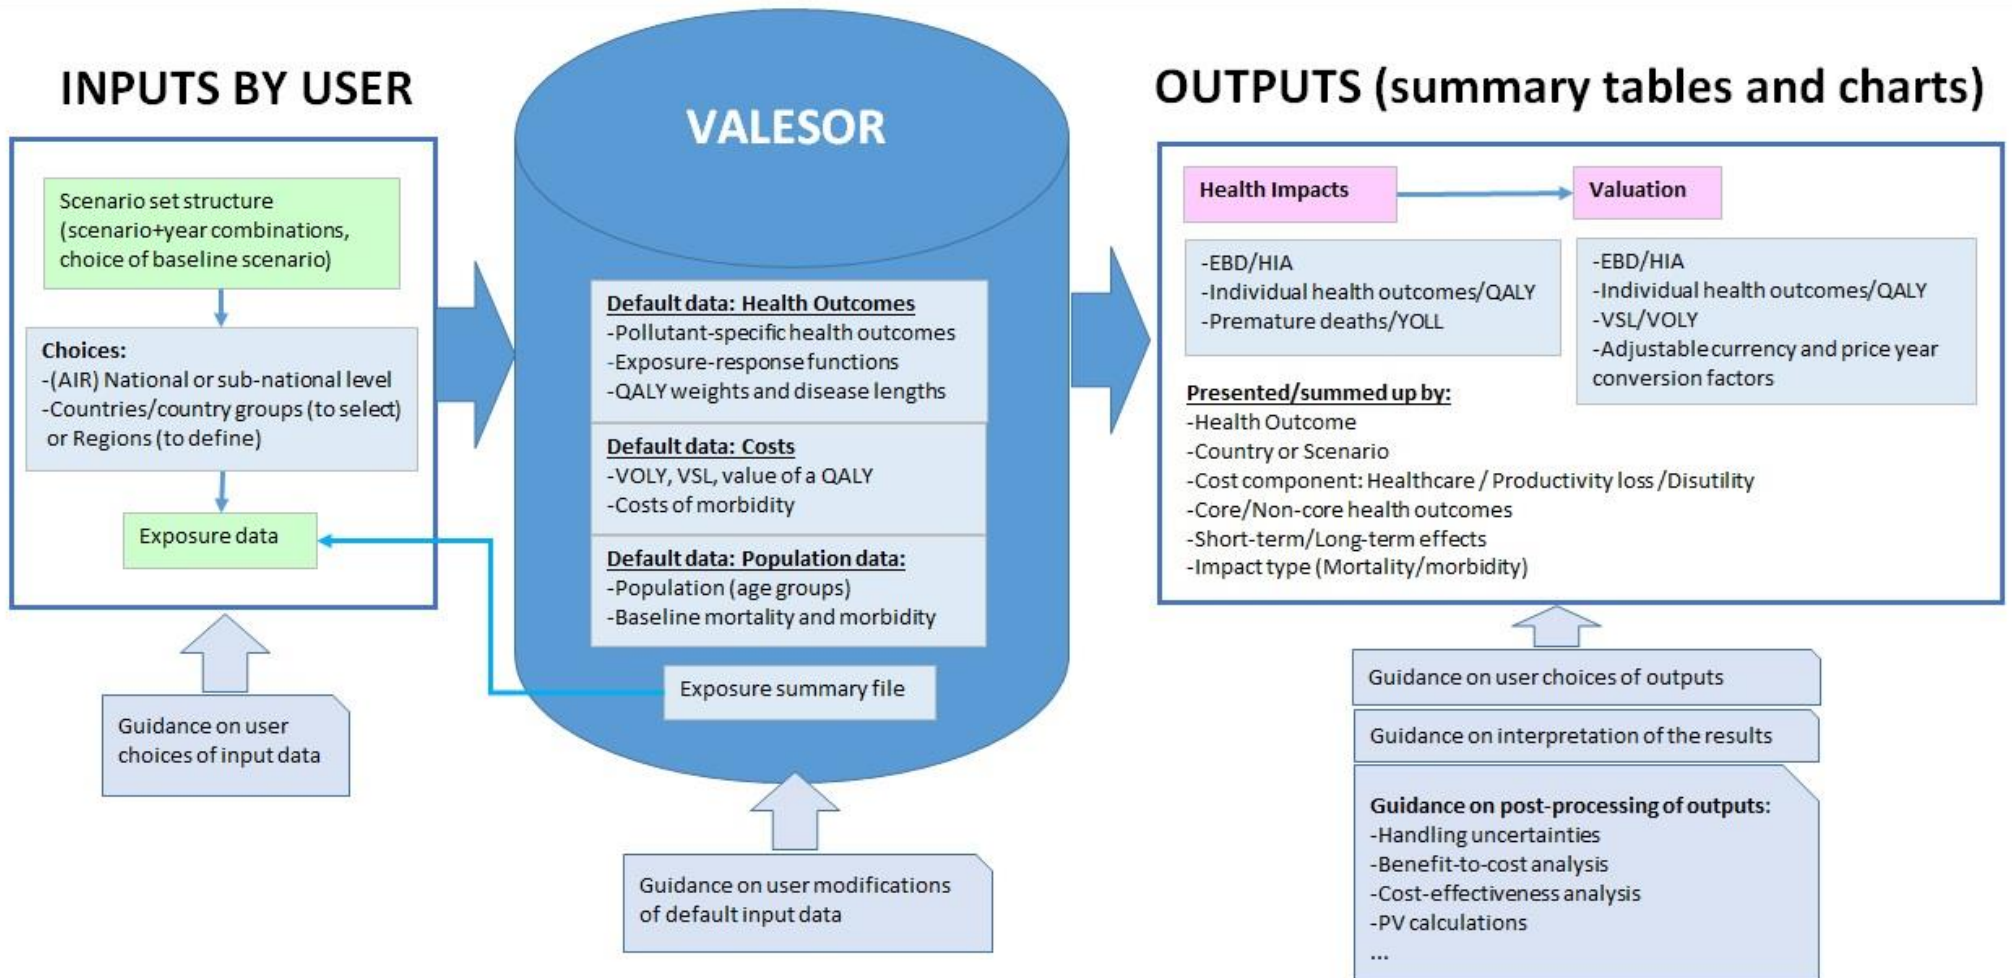 INPUTS BY USER
Scenario set structure
(scenario+year combinations,
choice of baseline scenario)
Choices:
-(AIR) National or sub-national level
-Countries/country groups (to select)
or Regions (to define)
Exposure data
Guidance on user
choices of input data
VALESOR
Default data: Health Outcomes
-Pollutant-specific health outcomes
-Exposure-response functions
-QALY weights and disease lengths
Default data: Costs
-VOLY, VSL, value of a QALY
-Costs of morbidity
Default data: Population data:
-Population (age groups)
-Baseline mortality and morbidity
Exposure summary file
Guidance on user modifications
of default input data
OUTPUTS (summary tables and charts)
Health Impacts
-EBD/HIA
-Individual health outcomes/QALY
-Premature deaths/YOLL
Valuation
-EBD/HIA
-Individual health outcomes/QALY
-VSL/VOLY
-Adjustable currency and price year
conversion factors
Presented/summed up by:
-Health Outcome
-Country or Scenario
-Cost component: Healthcare / Productivity loss /Disutility
-Core/Non-core health outcomes
-Short-term/Long-term effects
-Impact type (Mortality/morbidity)
Guidance on user choices of outputs
Guidance on interpretation of the results
Guidance on post-processing of outputs:
-Handling uncertainties
-Benefit-to-cost analysis
-Cost-effectiveness analysis
-PV calculations
...